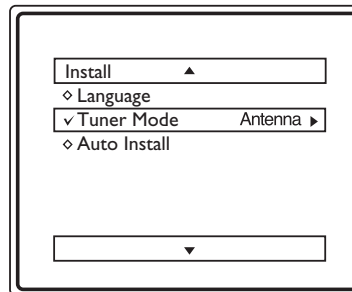 Install ▲
◇ Language
✓ Tuner Mode Antenna ▶
◇ Auto Install
▼